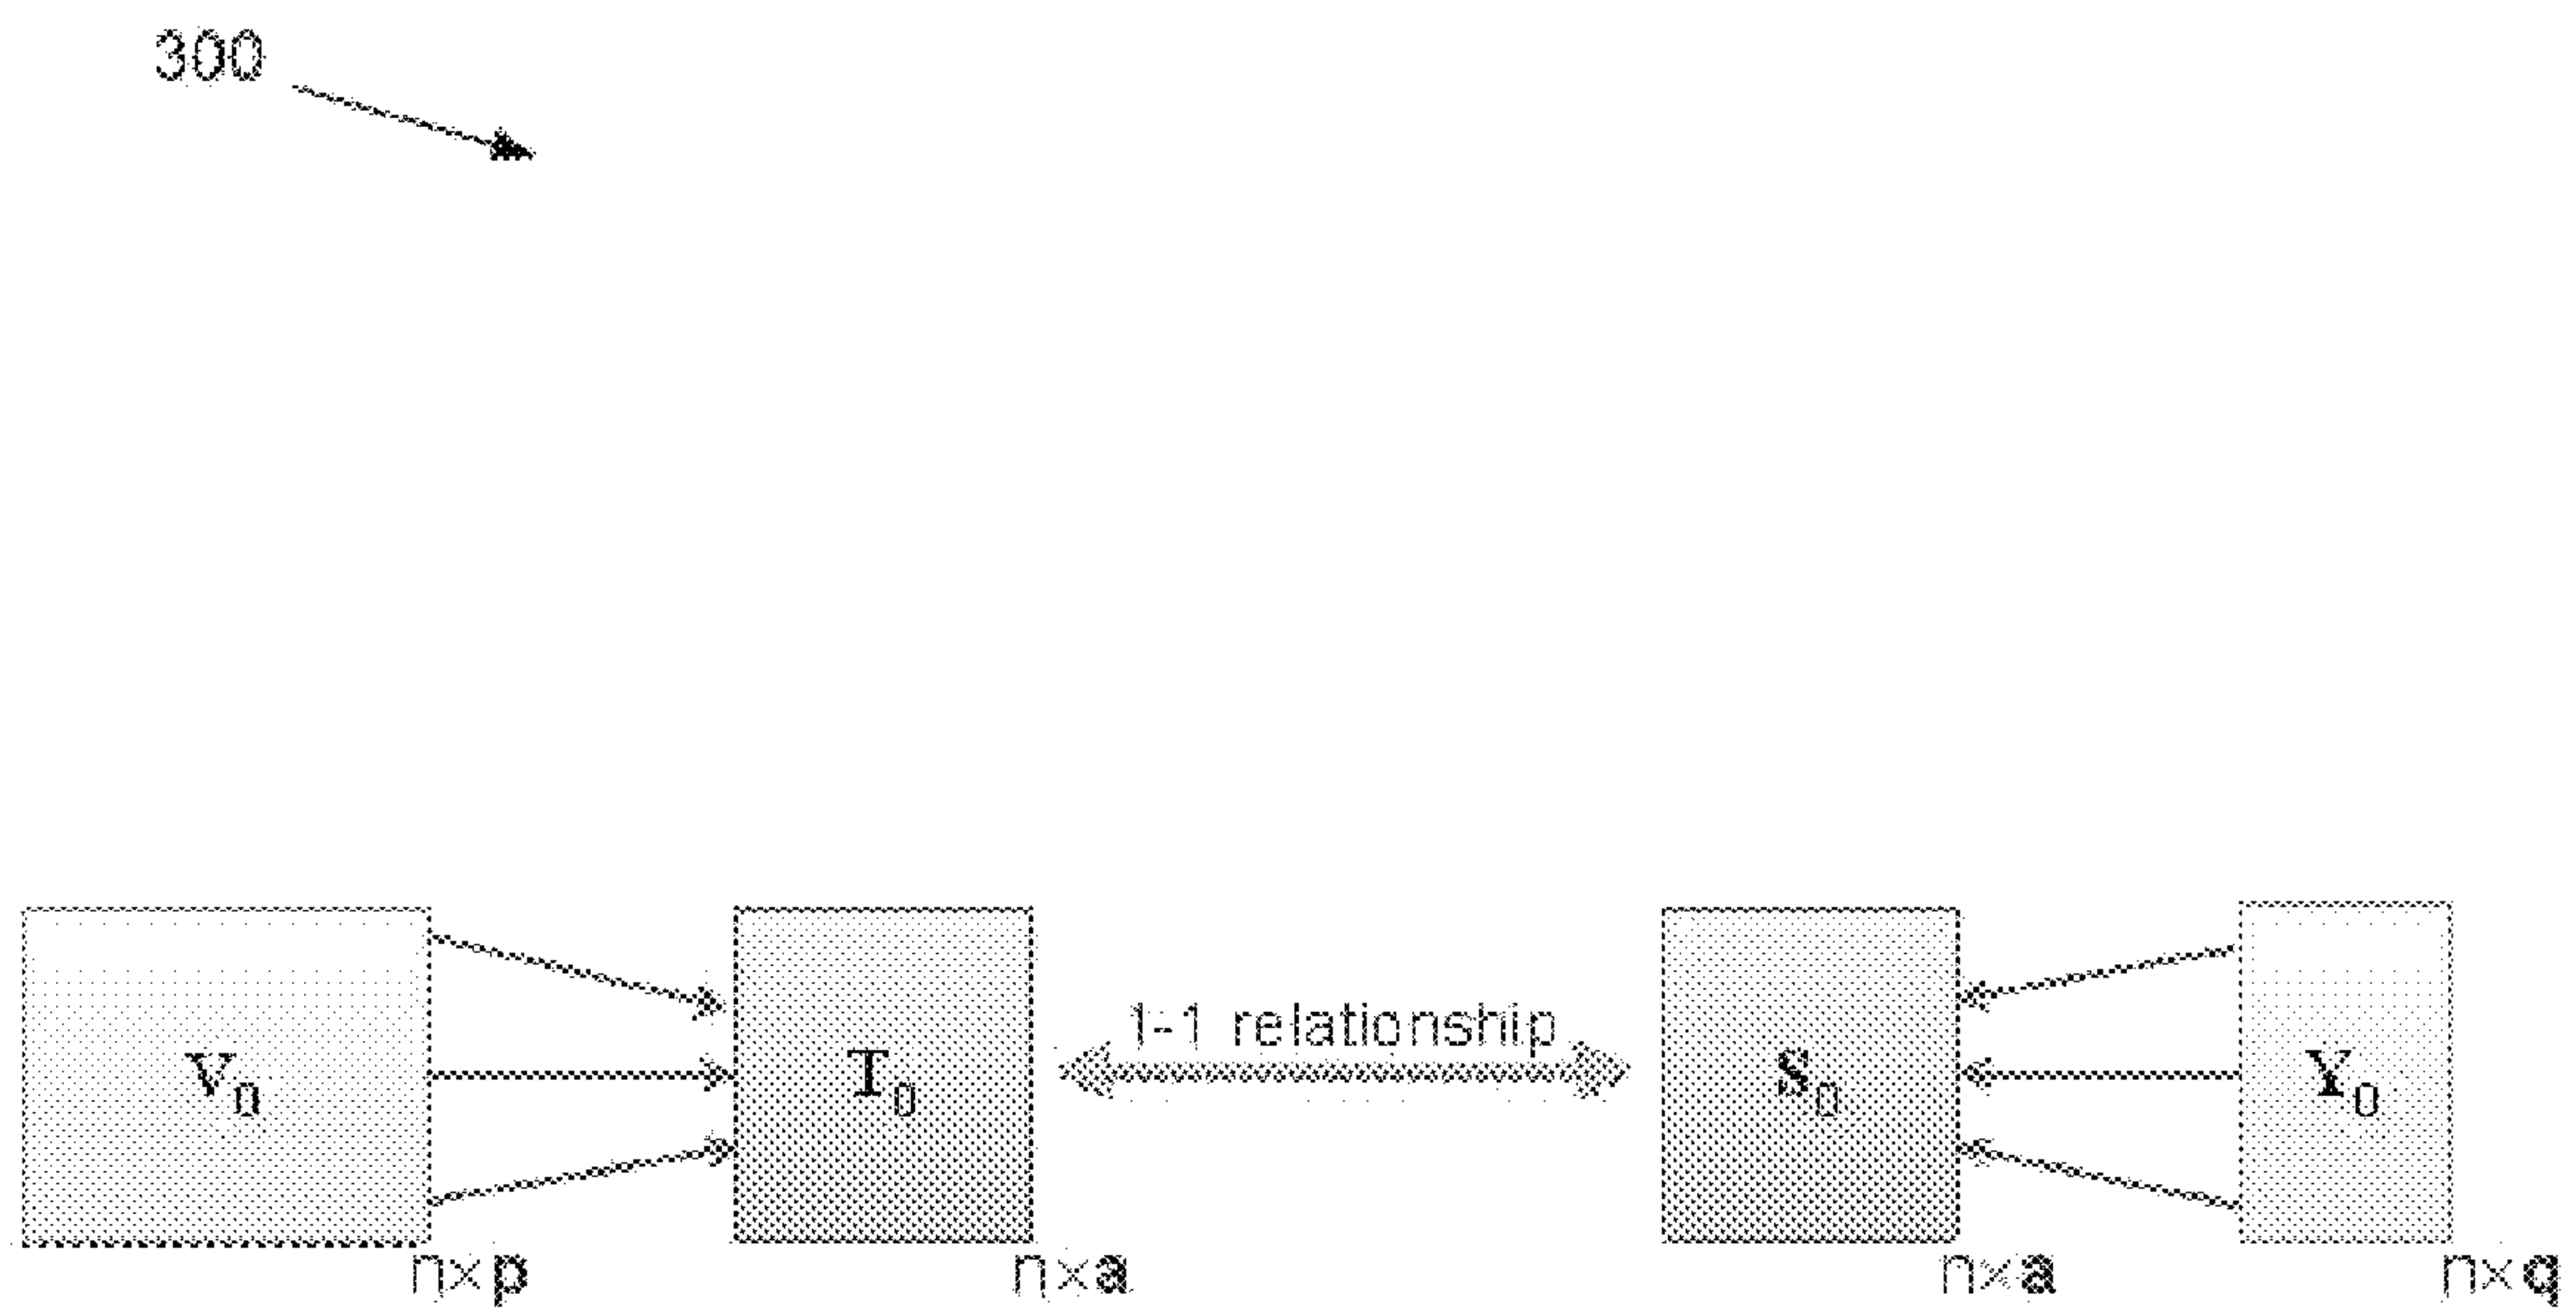 300
1-1 relationship
V₀
T₀
S₀
Y₀
n×p
n×a
n×a
n×q